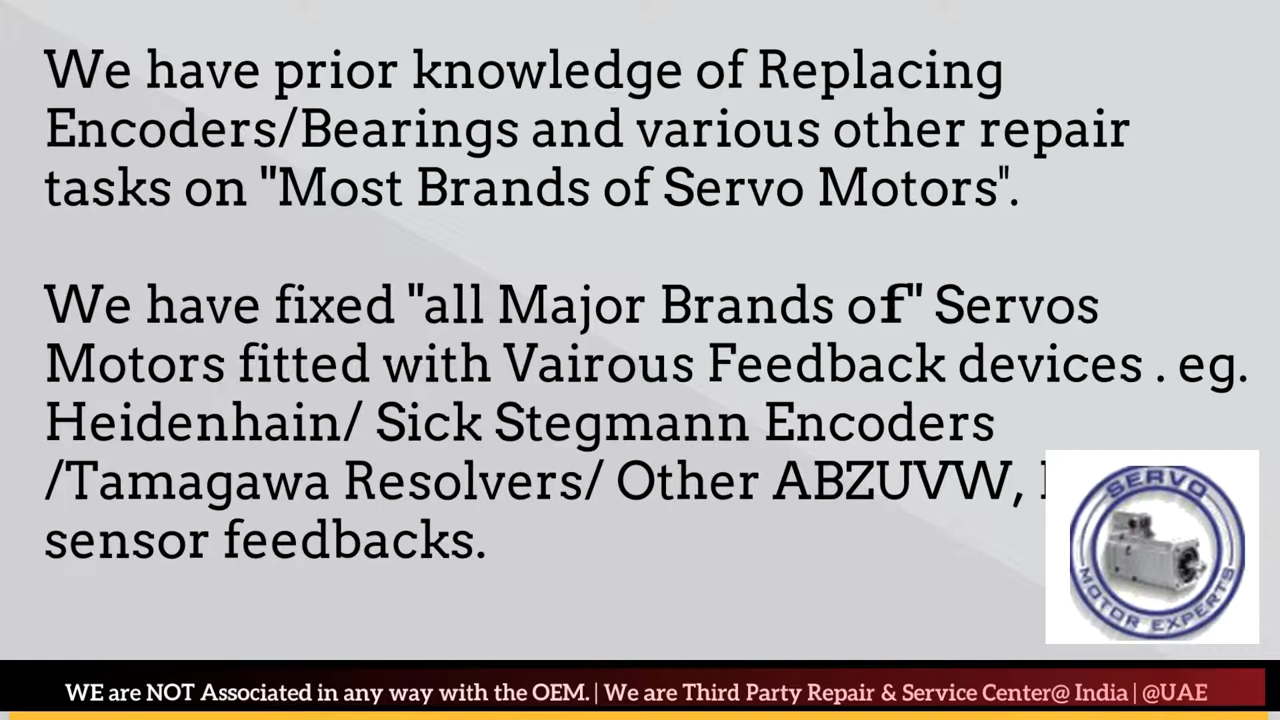 We have prior knowledge of Replacing
Encoders/Bearings and various other repair
tasks on "Most Brands of Servo Motors".
We have fixed "all Major Brands of" Servos
Motors fitted with Vairous Feedback devices . eg.
Heidenhain/ Sick Stegmann Encoders
/Tamagawa Resolvers/ Other ABZUVW,
sensor feedbacks.
SERVO
MOTOR EXPERTS
WE are NOT Associated in any way with the OEM. | We are Third Party Repair & Service Center@ India | @UAE